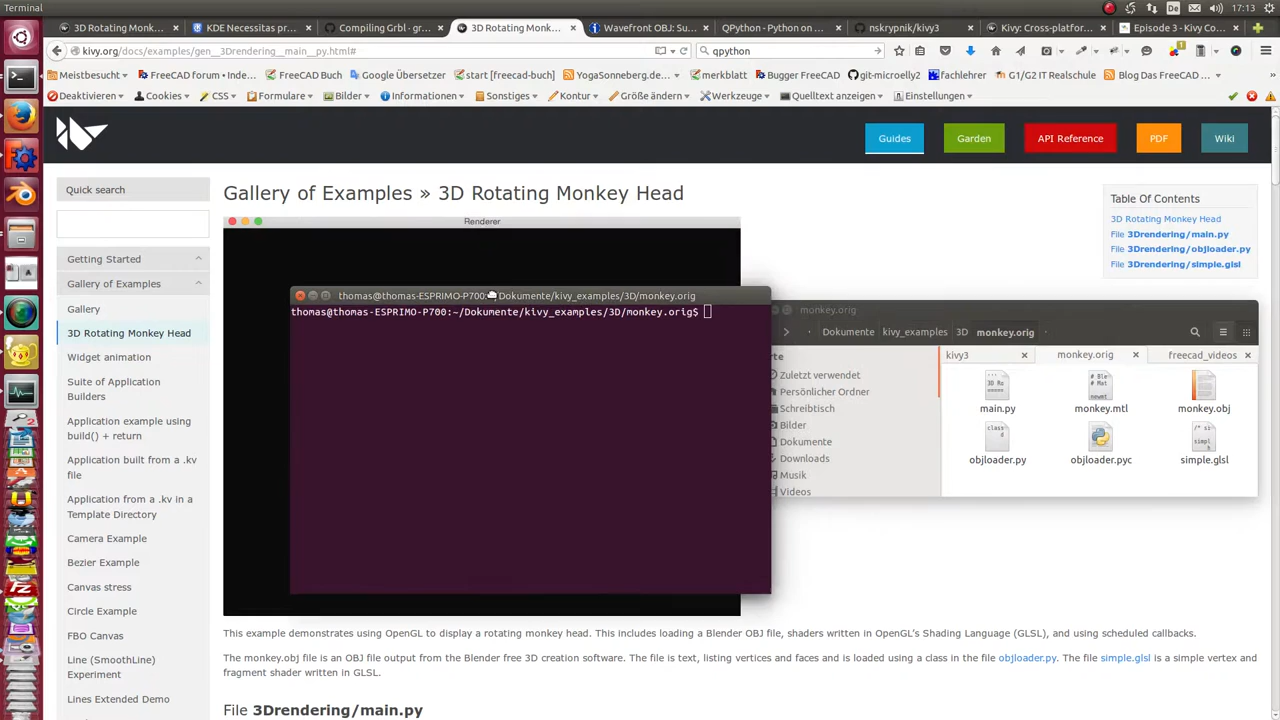 Terminal
De
17:13
3D Rotating Monkey Head...
KDE Necessitas pr...
Compiling Grbl · gr...
3D Rotating Monk...
Wavefront OBJ: Su...
QPython - Python on...
nskrypnik/kivy3
Kivy: Cross-platfor...
Episode 3 - Kivy Co...
kivy.org/docs/examples/gen__3Drendering__main__py.html#
qpython
Meistbesucht
FreeCAD forum • Inde...
FreeCAD Buch
Google Übersetzer
start [freecad-buch]
YogaSonneberg.de...
merkblatt
Bugger FreeCAD
git-microelly2
fachlehrer
G1/G2 IT Realschule
Blog Das FreeCAD ...
Deaktivieren
Cookies
CSS
Formulare
Bilder
Informationen
Sonstiges
Kontur
Größe ändern
Werkzeuge
Quelltext anzeigen
Einstellungen
Guides
Garden
API Reference
PDF
Wiki
Quick search
Getting Started
Gallery of Examples
Gallery
3D Rotating Monkey Head
Widget animation
Suite of Application
Builders
Application example using
build() + return
Application built from a .kv
file
Application from a .kv in a
Template Directory
Camera Example
Bezier Example
Canvas stress
Circle Example
FBO Canvas
Line (SmoothLine)
Experiment
Lines Extended Demo
Gallery of Examples » 3D Rotating Monkey Head
Renderer
thomas@thomas-ESPRIMO-P700: Dokumente/kivy_examples/3D/monkey.orig
thomas@thomas-ESPRIMO-P700:~/Dokumente/kivy_examples/3D/monkey.orig$
monkey.orig
Dokumente
kivy_examples
3D
monkey.orig
rte
Zuletzt verwendet
Persönlicher Ordner
Schreibtisch
Bilder
Dokumente
Downloads
Musik
Videos
kivy3
monkey.orig
freecad_videos
main.py
monkey.mtl
monkey.obj
objloader.py
objloader.pyc
simple.glsl
Table Of Contents
3D Rotating Monkey Head
File 3Drendering/main.py
File 3Drendering/objloader.py
File 3Drendering/simple.glsl
This example demonstrates using OpenGL to display a rotating monkey head. This includes loading a Blender OBJ file, shaders written in OpenGL's Shading Language (GLSL), and using scheduled callbacks.
The monkey.obj file is an OBJ file output from the Blender free 3D creation software. The file is text, listing vertices and faces and is loaded using a class in the file objloader.py. The file simple.glsl is a simple vertex and
fragment shader written in GLSL.
File 3Drendering/main.py